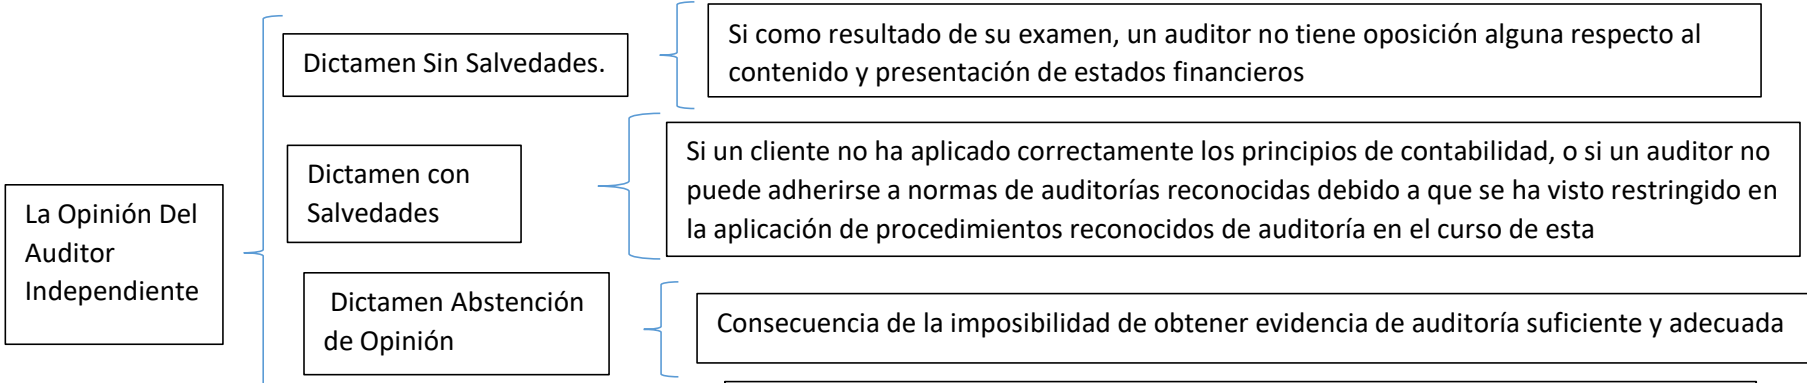 La Opinión Del
Auditor
Independiente
Dictamen Sin Salvedades.
Si como resultado de su examen, un auditor no tiene oposición alguna respecto al
contenido y presentación de estados financieros
Dictamen con
Salvedades
Si un cliente no ha aplicado correctamente los principios de contabilidad, o si un auditor no
puede adherirse a normas de auditorías reconocidas debido a que se ha visto restringido en
la aplicación de procedimientos reconocidos de auditoría en el curso de esta
Dictamen Abstención
de Opinión
Consecuencia de la imposibilidad de obtener evidencia de auditoría suficiente y adecuada